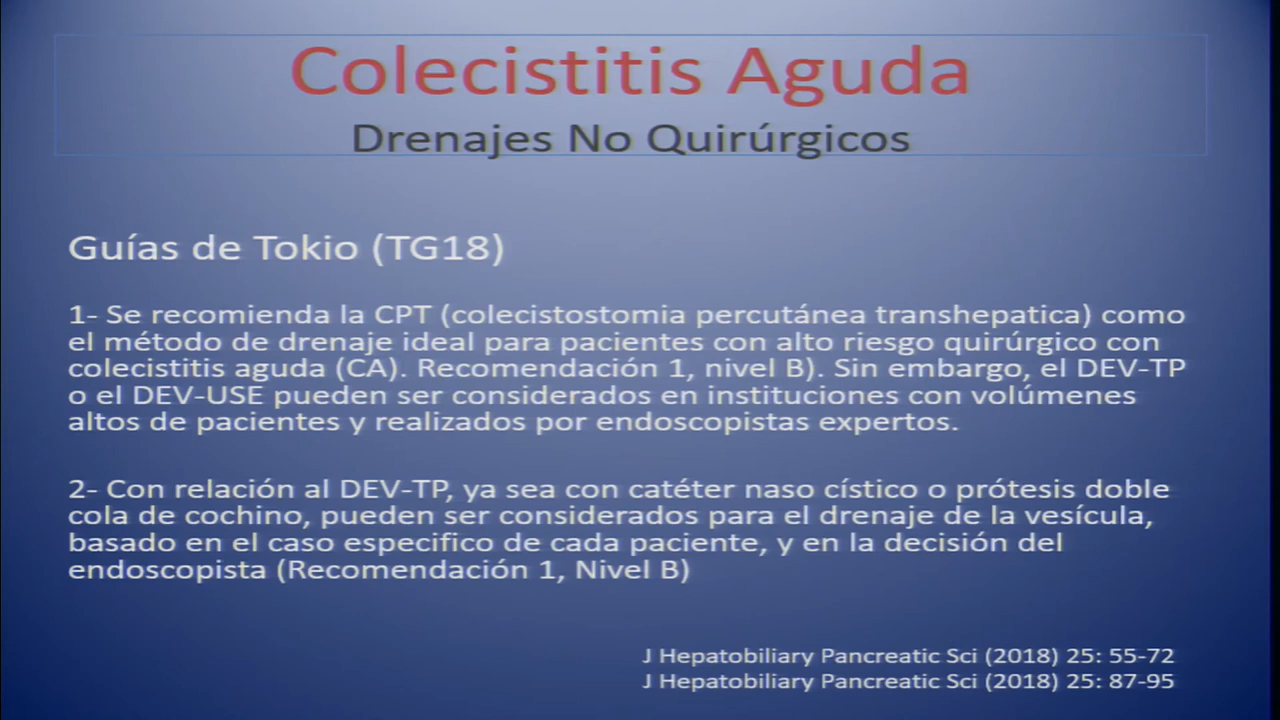 Colecistitis Aguda
Drenajes No Quirúrgicos
Guías de Tokio (TG18)
1- Se recomienda la CPT (colecistostomia percutánea transhepatica) como
el método de drenaje ideal para pacientes con alto riesgo quirúrgico con
colecistitis aguda (CA). Recomendación 1, nivel B). Sin embargo, el DEV-TP
o el DEV-USE pueden ser considerados en instituciones con volúmenes
altos de pacientes y realizados por endoscopistas expertos.
2- Con relación al DEV-TP, ya sea con catéter naso cístico o prótesis doble
cola de cochino, pueden ser considerados para el drenaje de la vesícula,
basado en el caso especifico de cada paciente, y en la decisión del
endoscopista (Recomendación 1, Nivel B)
J Hepatobiliary Pancreatic Sci (2018) 25: 55-72
J Hepatobiliary Pancreatic Sci (2018) 25: 87-95